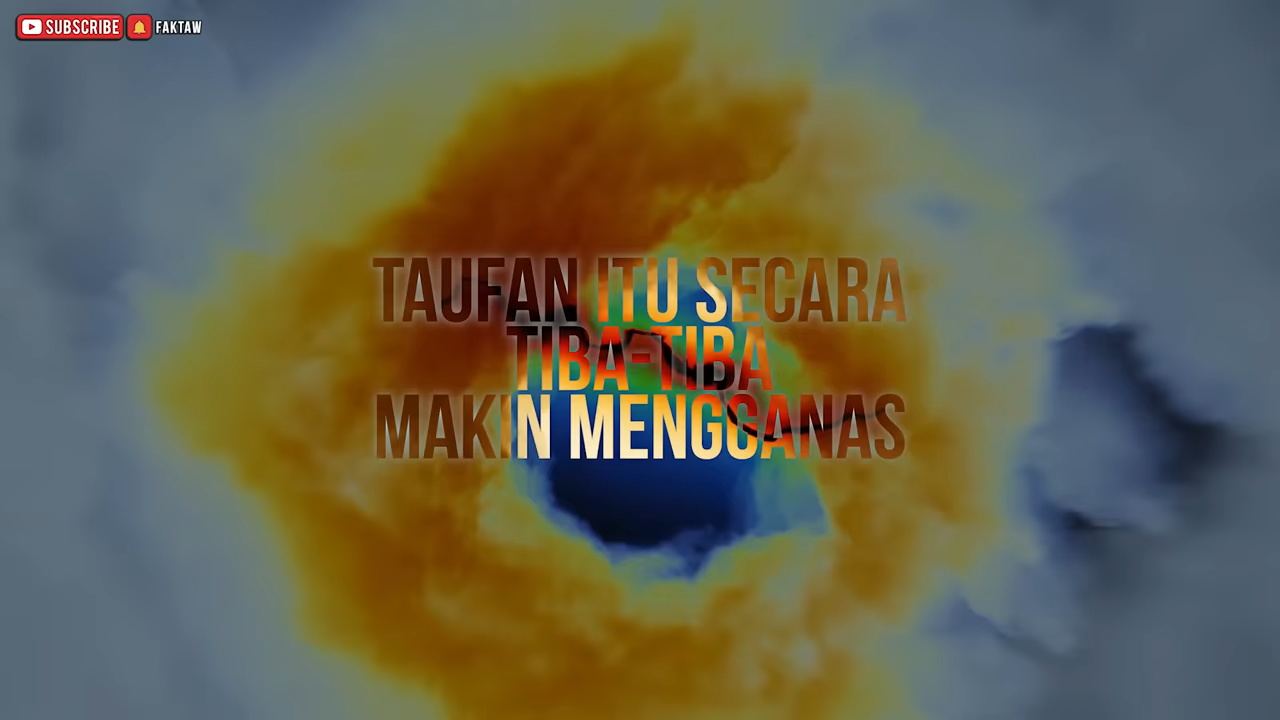 SUBSCRIBE FAKTAW
TAUFAN ITU SECARA
TIBA-TIBA
MAKIN MENGGANAS